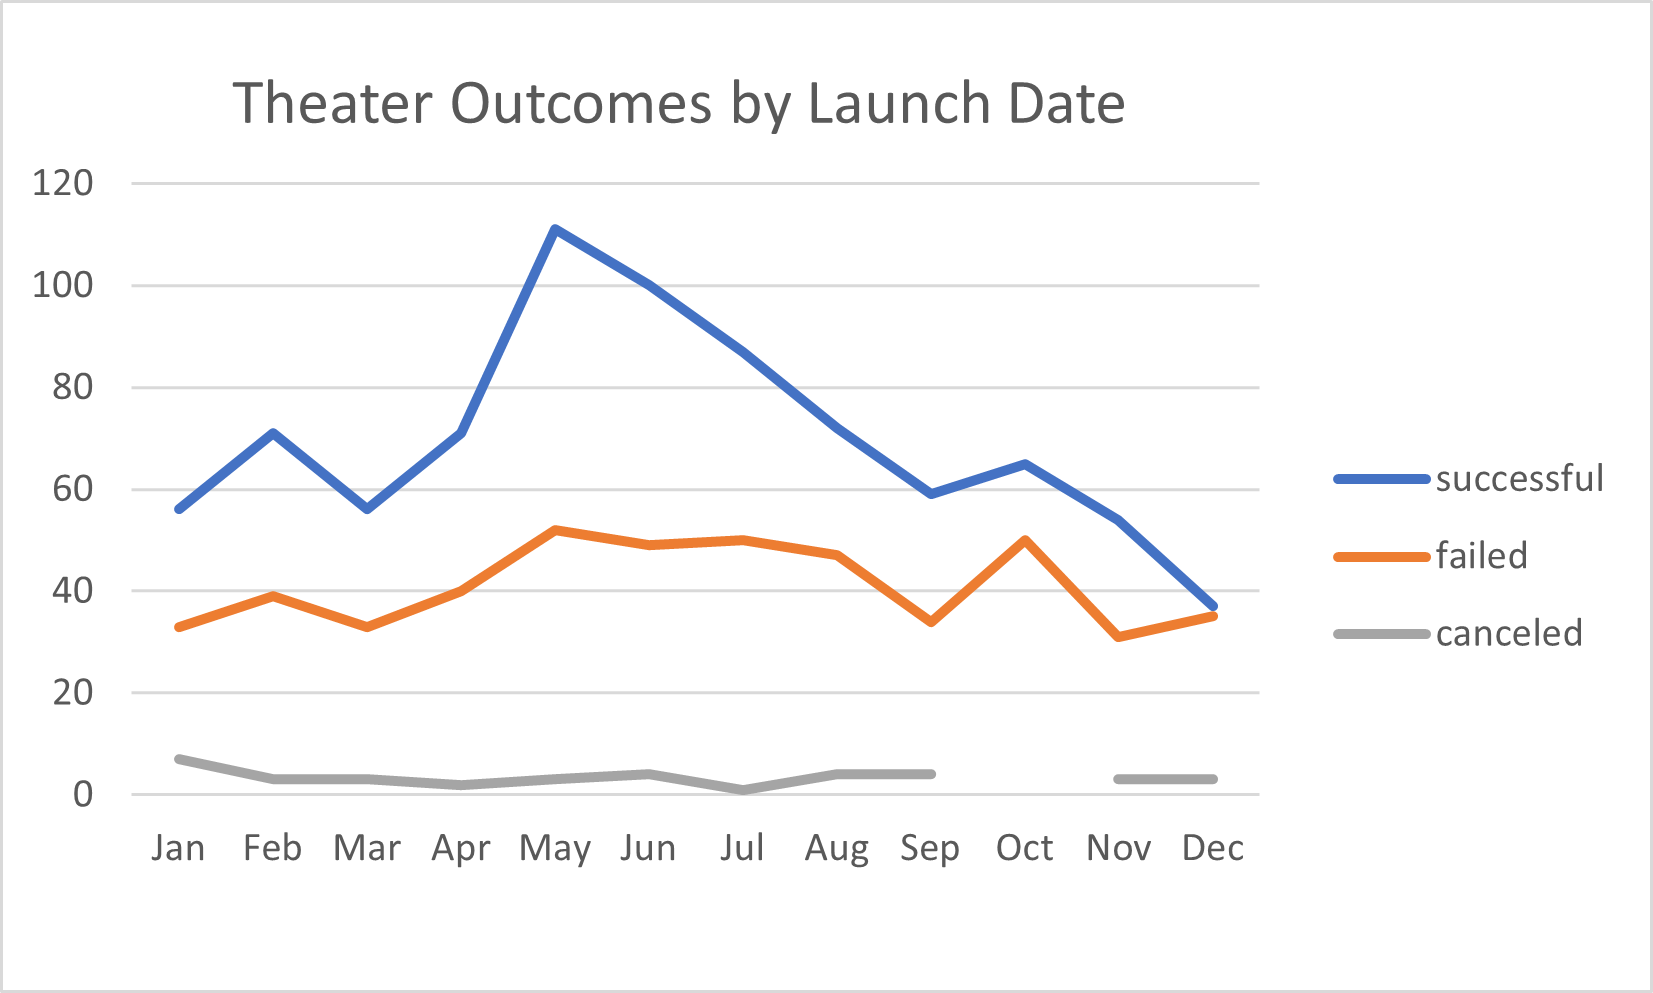 Theater Outcomes by Launch Date
120
100
80
60
40
20
0
Jan Feb Mar Apr May Jun Jul Aug Sep Oct Nov Dec
successful
failed
canceled